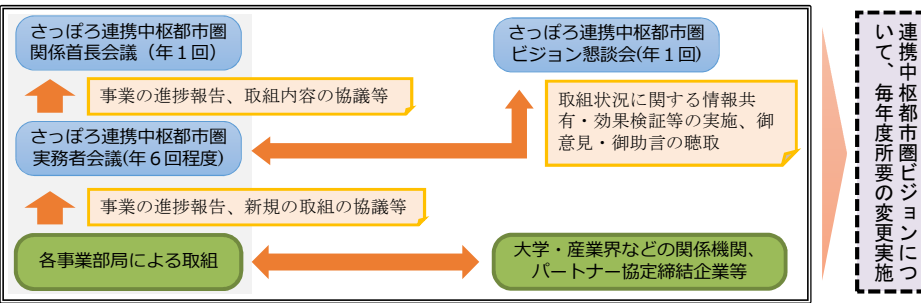 さっぽろ連携中枢都市圏
関係首長会議（年１回）
さっぽろ連携中枢都市圏
ビジョン懇談会(年１回)
事業の進捗報告、取組内容の協議等
取組状況に関する情報共
有・効果検証等の実施、御
意見・御助言の聴取
さっぽろ連携中枢都市圏
実務者会議(年６回程度)
事業の進捗報告、新規の取組の協議等
各事業部局による取組
大学・産業界などの関係機関、
パートナー協定締結企業等
連携中枢都市圏ビジョンにつ
いて、毎年度所要の変更実施